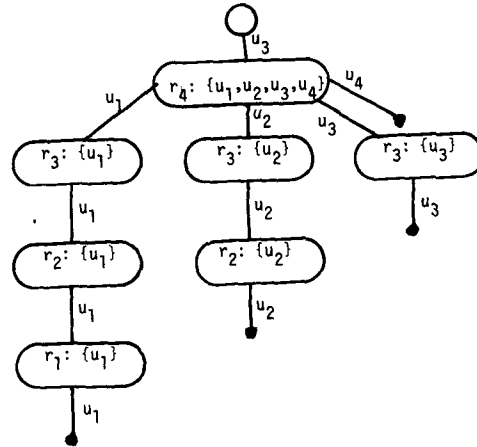 u₃
r₄: {u₁,u₂,u₃,u₄}
u₁ u₂ u₃ u₄
r₃: {u₁} r₃: {u₂} r₃: {u₃}
u₁ u₂ u₃
r₂: {u₁} r₂: {u₂}
u₁ u₂
r₁: {u₁}
u₁